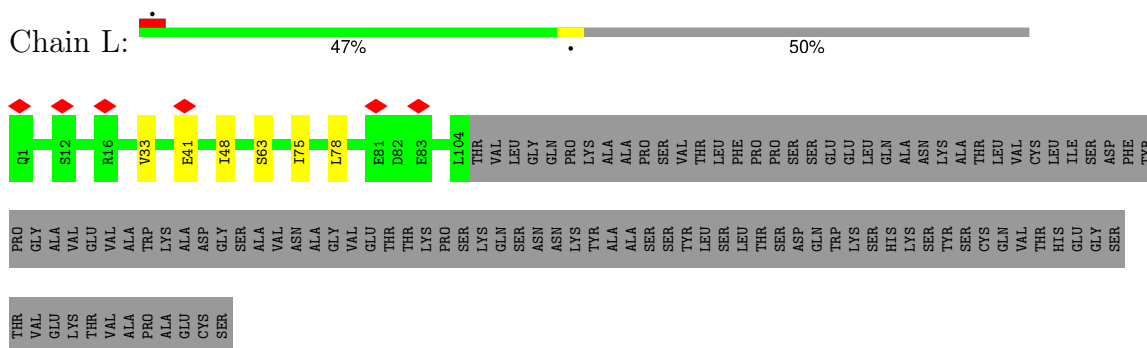 Chain L:
47% 50%
Q1 S12 R16 V33 E41 I48 S63 I75 L78 E81 D82 E83 L104 THR VAL LEU GLY GLN PRO LYS ALA ALA PRO SER VAL THR LEU PHE PRO PRO SER SER GLU GLU LEU GLN ALA ASN LYS ALA THR LEU VAL CYS LEU ILE SER ASP PHE TYR
PRO GLY ALA VAL GLU VAL ALA TRP LYS ALA ASP GLY SER ALA VAL ASN ALA GLY VAL GLU THR THR LYS PRO SER LYS GLN SER ASN ASN LYS TYR ALA ALA SER SER TYR LEU SER LEU THR SER ASP GLN TRP LYS SER HIS LYS SER TYR SER CYS GLN VAL THR HIS GLU GLY SER
THR VAL GLU LYS THR VAL ALA PRO ALA GLU CYS SER